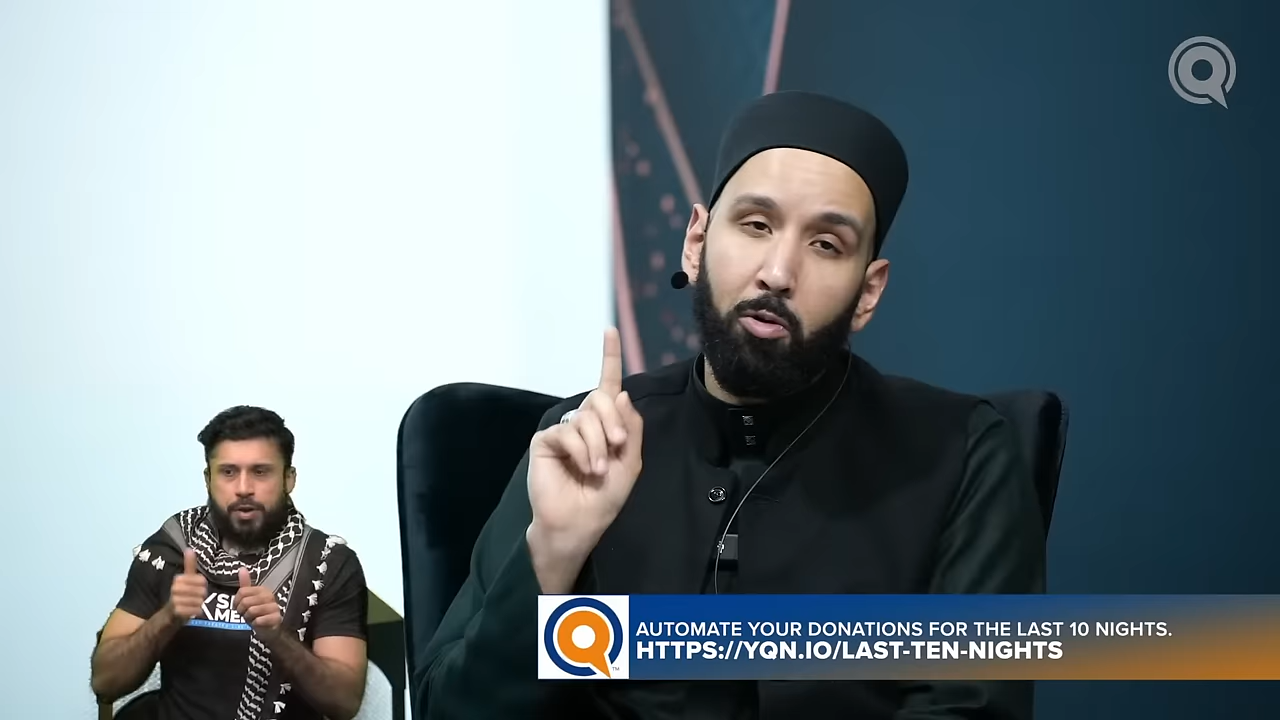 AUTOMATE YOUR DONATIONS FOR THE LAST 10 NIGHTS.
HTTPS://YQN.IO/LAST-TEN-NIGHTS